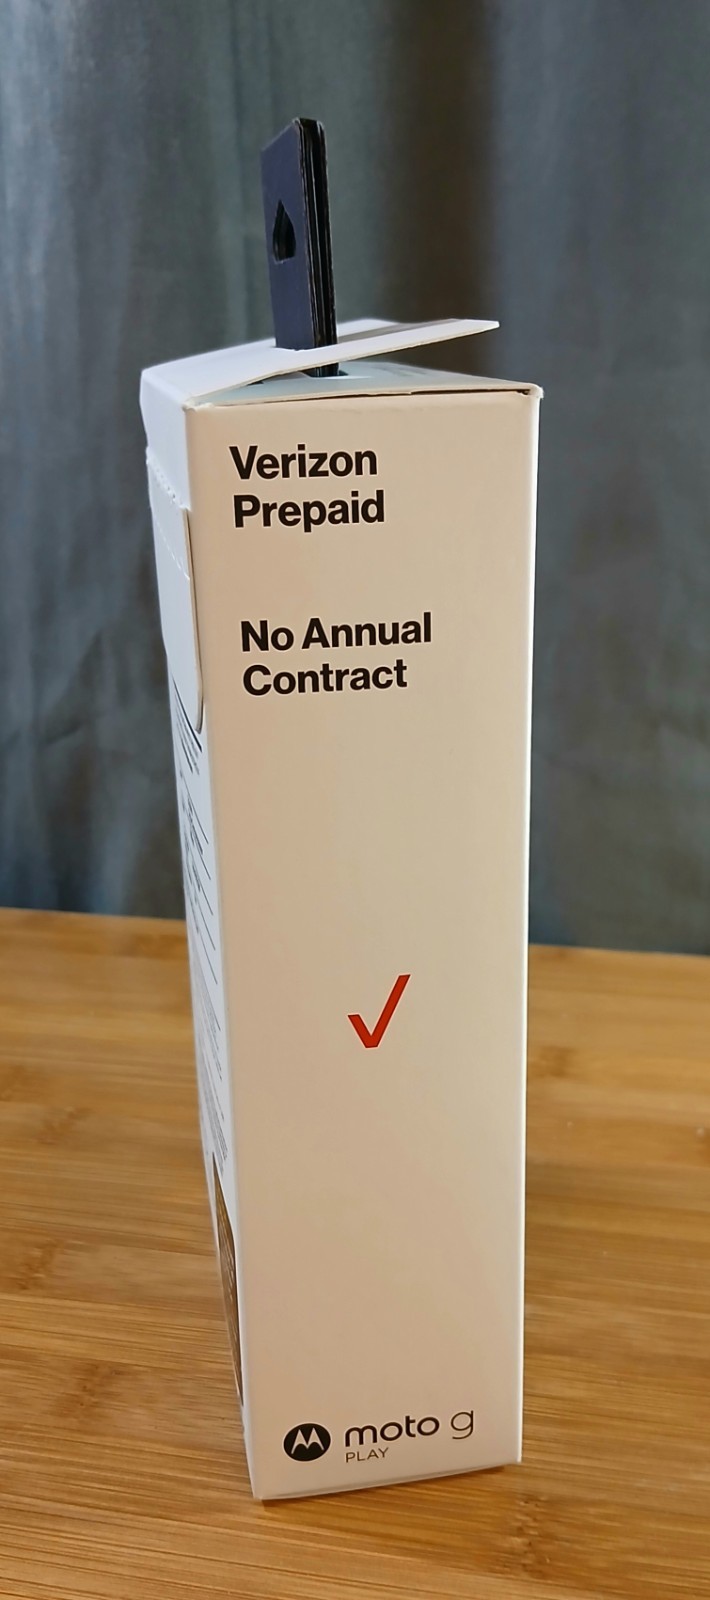 Verizon
Prepaid
No Annual
Contract
moto g
PLAY